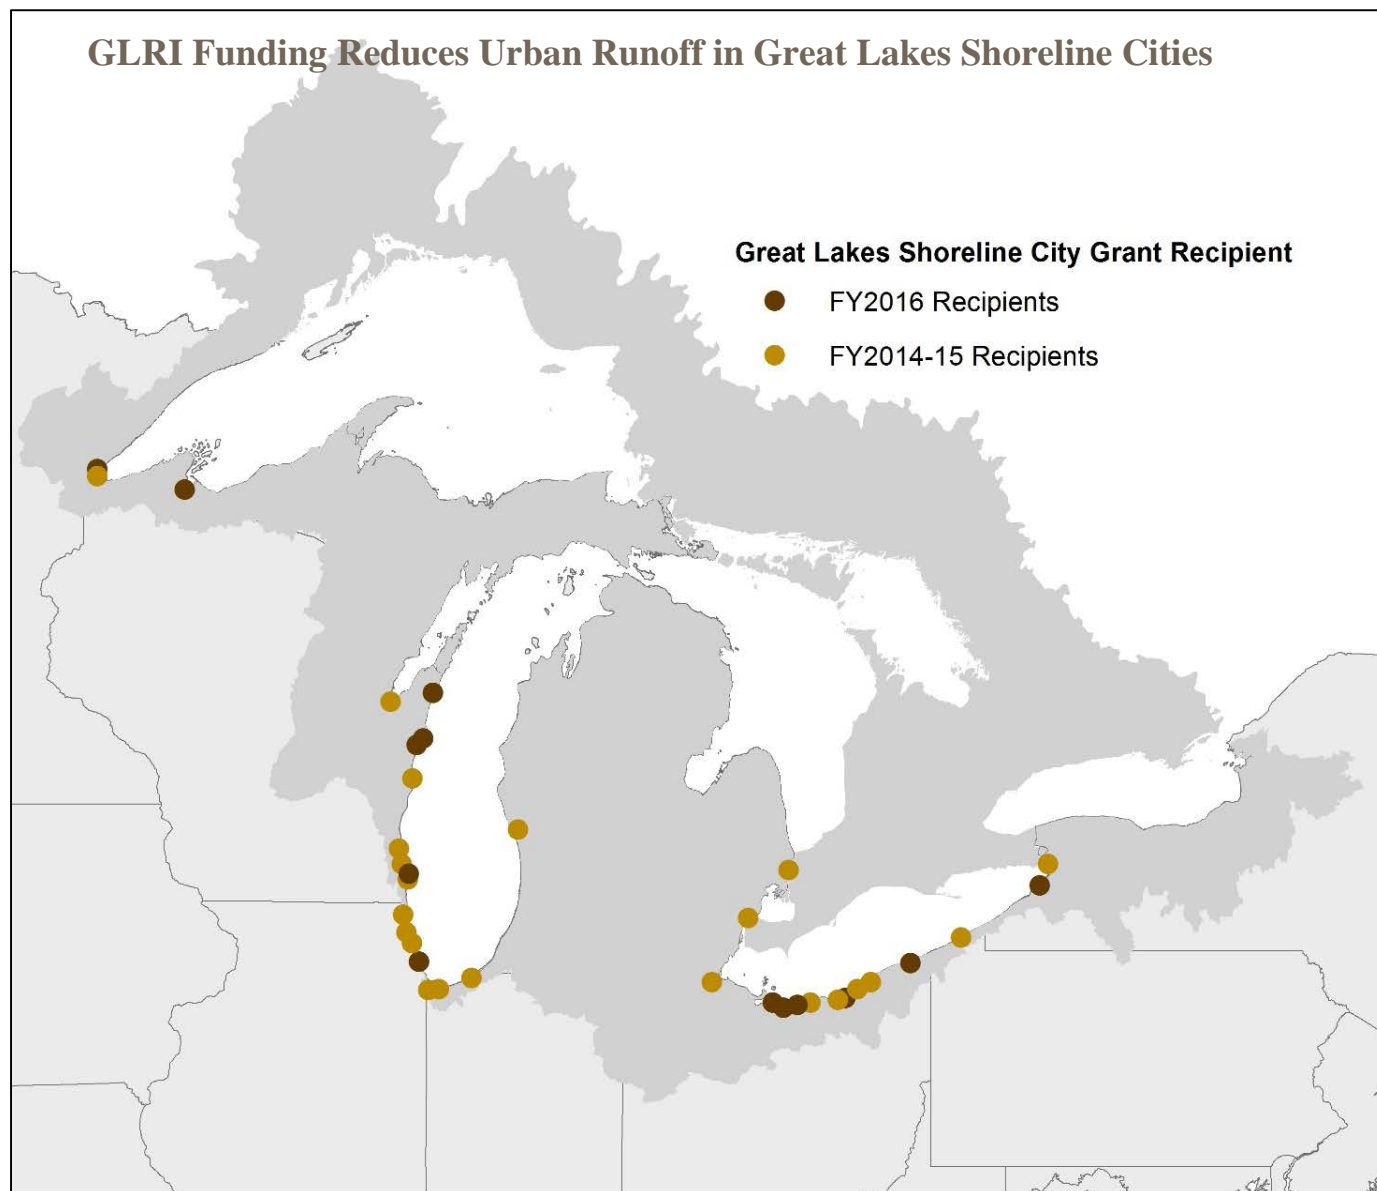 GLRI Funding Reduces Urban Runoff in Great Lakes Shoreline Cities
Great Lakes Shoreline City Grant Recipient
FY2016 Recipients
FY2014-15 Recipients